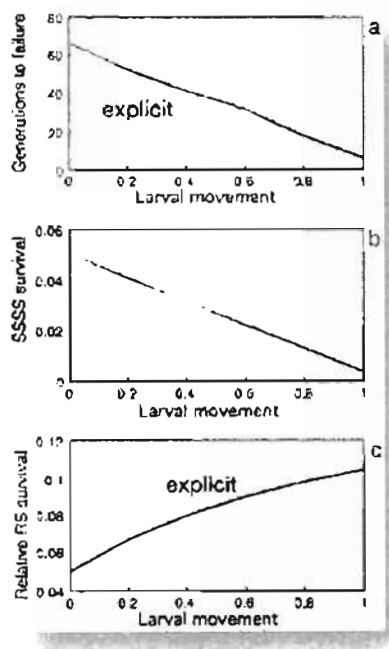 a
Generations to failure
80
60
40
20
0
explicit
0 0.2 0.4 0.6 0.8 1
Larval movement
b
SSSS survival
0.06
0.04
0.02
0
0 0.2 0.4 0.6 0.8 1
Larval movement
c
Relative RS survival
0.12
0.1
0.08
0.06
0.04
explicit
0 0.2 0.4 0.6 0.8 1
Larval movement